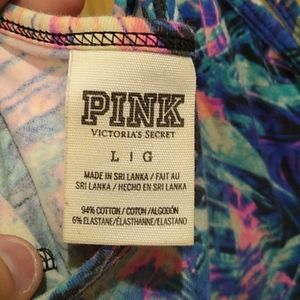 PINK
VICTORIA'S SECRET
L | G
MADE IN SRI LANKA / FAIT AU
SRI LANKA / HECHO EN SRI LANKA
94% COTTON / COTON / ALGODÓN
6% ELASTANE/ÉLASTHANNE/ELASTANO